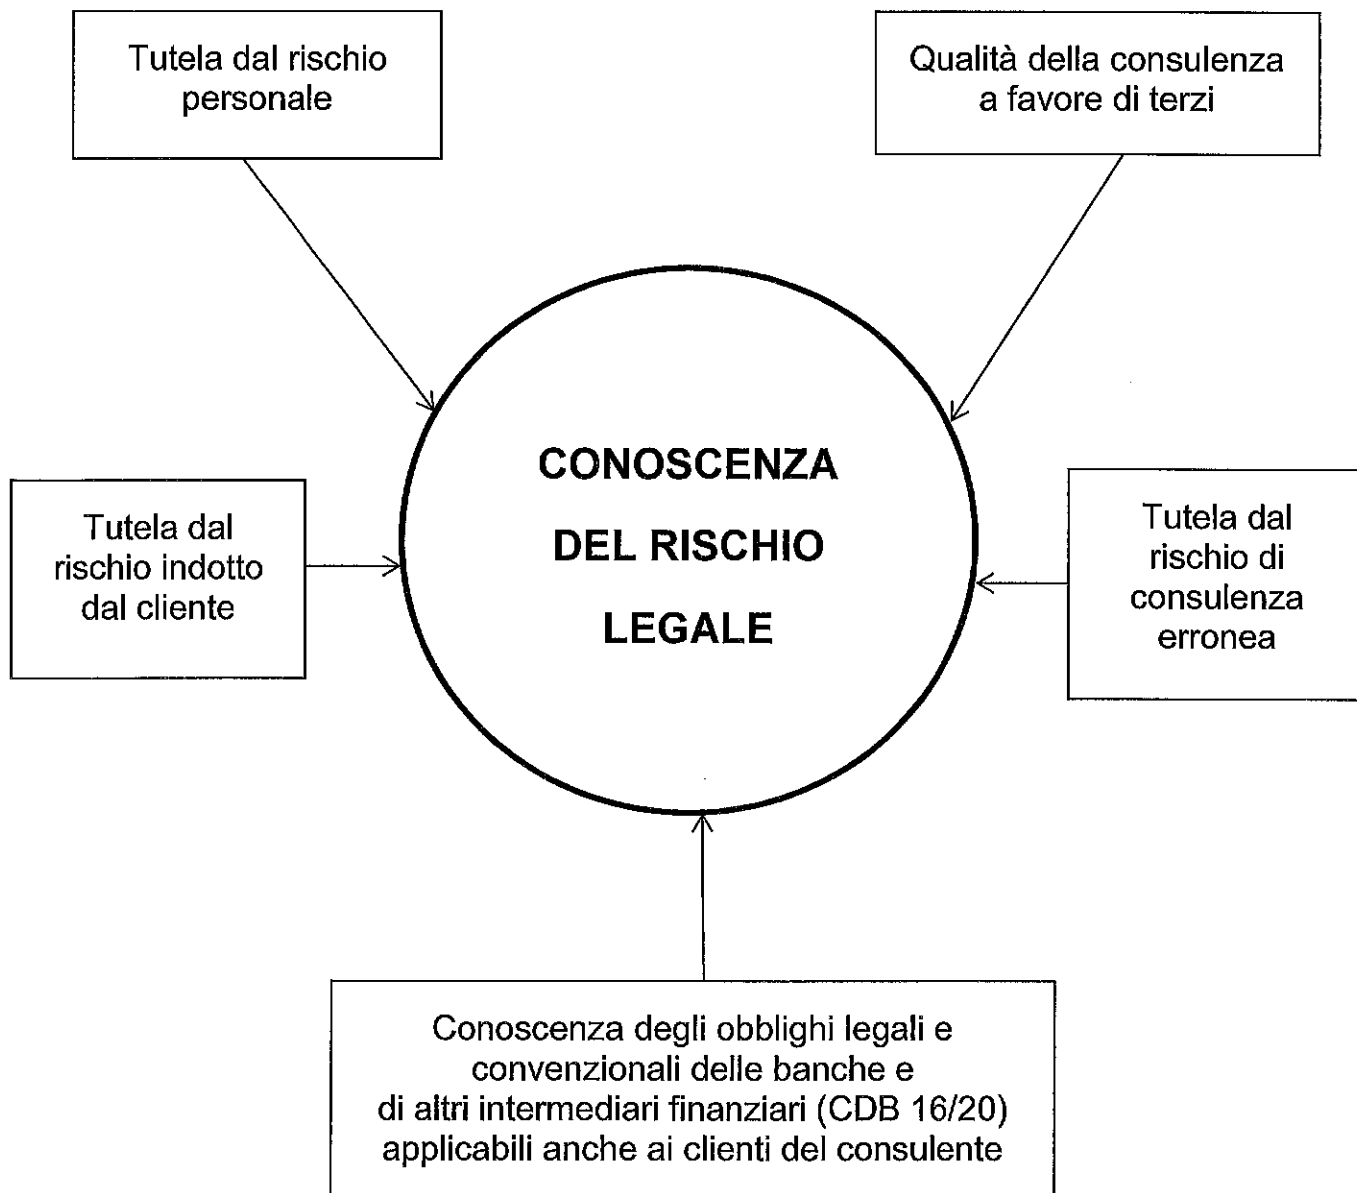 Tutela dal rischio
personale
Qualità della consulenza
a favore di terzi
CONOSCENZA
DEL RISCHIO
LEGALE
Tutela dal
rischio indotto
dal cliente
Tutela dal
rischio di
consulenza
erronea
Conoscenza degli obblighi legali e
convenzionali delle banche e
di altri intermediari finanziari (CDB 16/20)
applicabili anche ai clienti del consulente